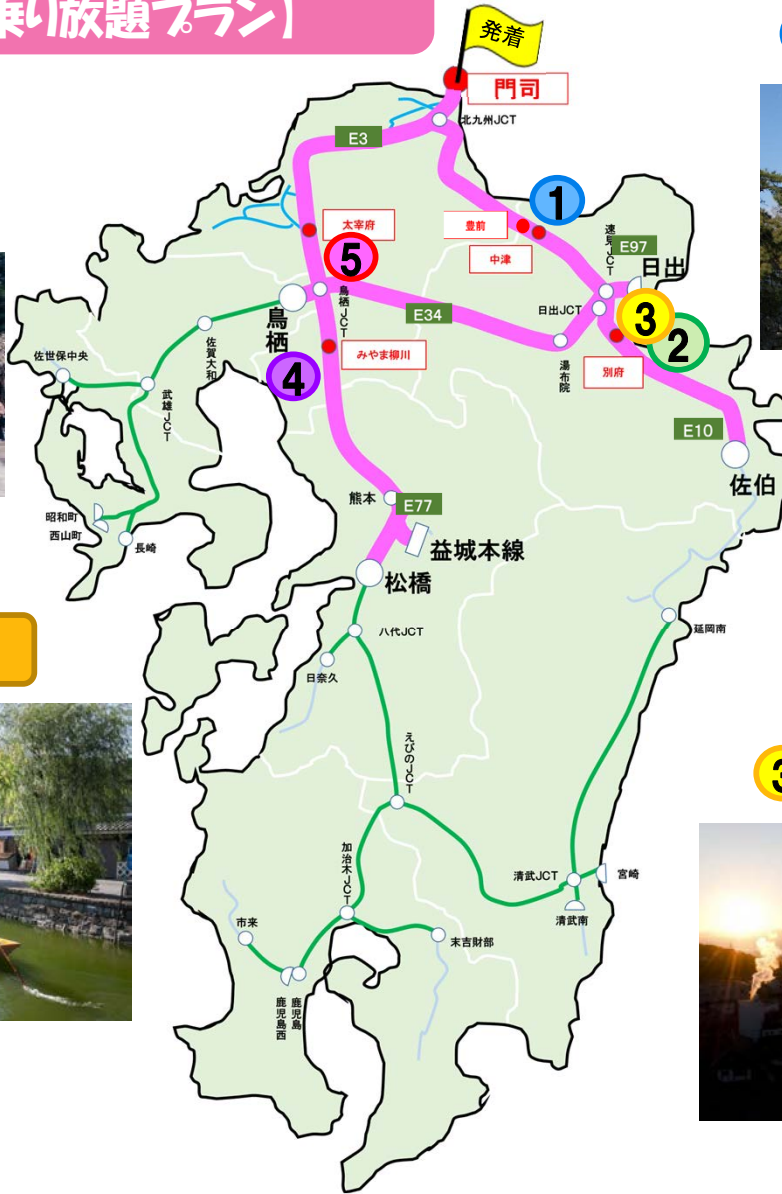 乗り放題プラン】
発着
門司
北九州JCT
E3
1
太宰府
豊前
中津
速見JCT
E97
日出
5
鳥栖JCT
日出JCT
3
2
鳥栖
E34
佐世保中央
佐賀大和
みやま柳川
湯布院
別府
4
武雄JCT
E10
佐伯
熊本
E77
昭和町
西山町
長崎
益城本線
松橋
八代JCT
延岡南
日奈久
えびのJCT
3
加治木JCT
清武JCT
宮崎
清武南
市来
末吉財部
鹿児島西
鹿児島